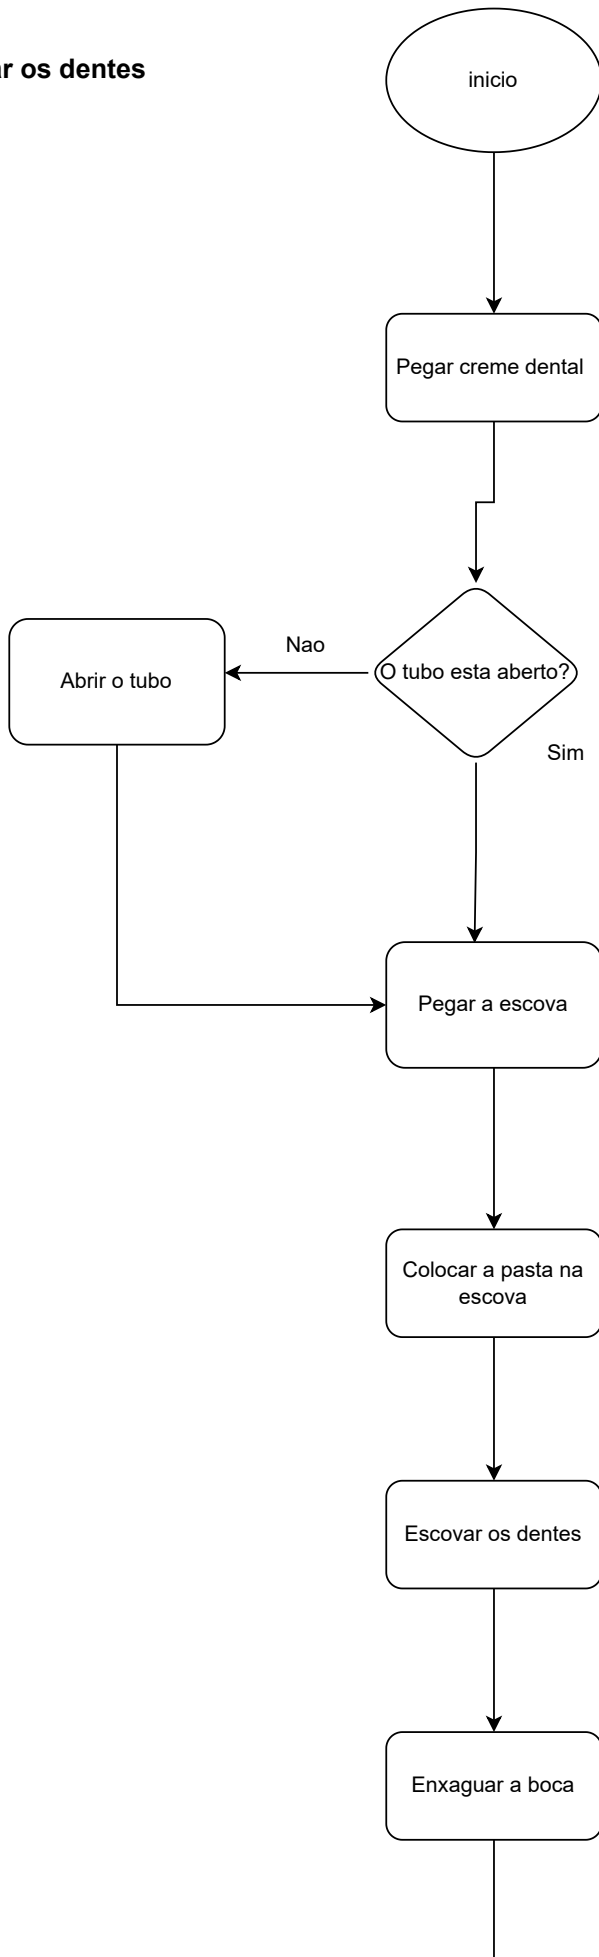 os dentes
inicio
Pegar creme dental
Nao
O tubo esta aberto?
Abrir o tubo
Sim
Pegar a escova
Colocar a pasta na
escova
Escovar os dentes
Enxaguar a boca